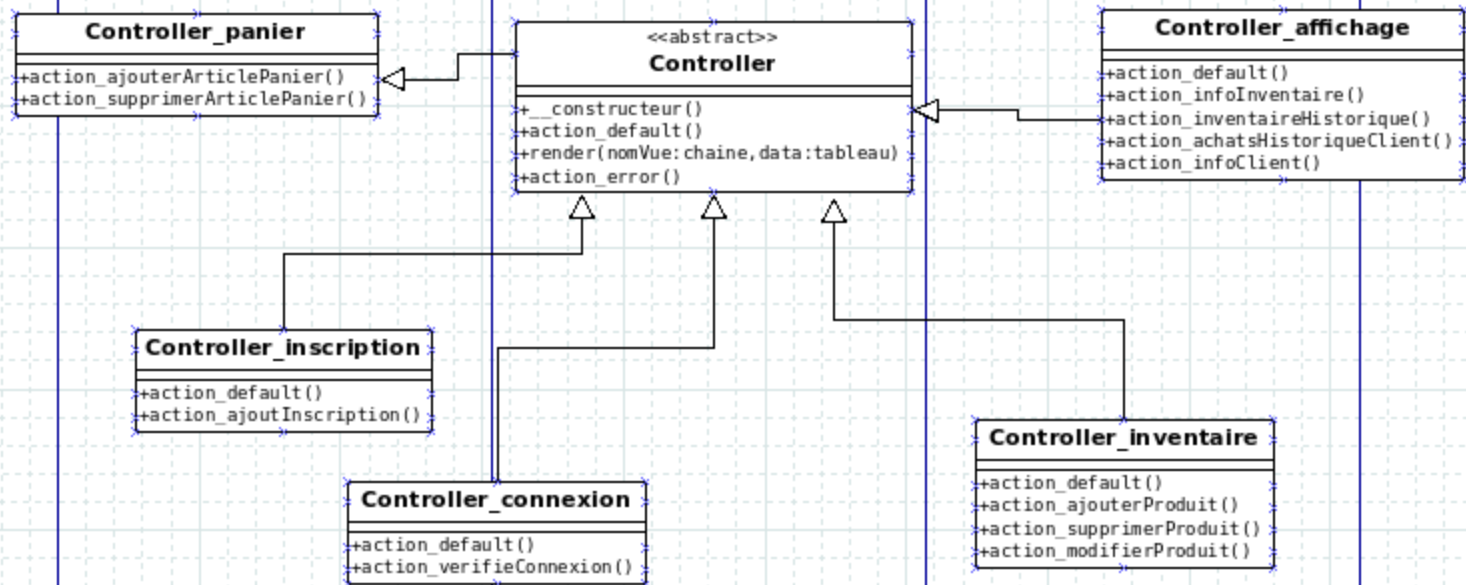 Controller_panier
+action_ajouterArticlePanier()
+action_supprimerArticlePanier()
<<abstract>>
Controller
+__constructeur()
+action_default()
+render(nomVue:chaine,data:tableau)
+action_error()
Controller_affichage
+action_default()
+action_infoInventaire()
+action_inventaireHistorique()
+action_achatsHistoriqueClient()
+action_infoClient()
Controller_inscription
+action_default()
+action_ajoutInscription()
Controller_connexion
+action_default()
+action_verifieConnexion()
Controller_inventaire
+action_default()
+action_ajouterProduit()
+action_supprimerProduit()
+action_modifierProduit()